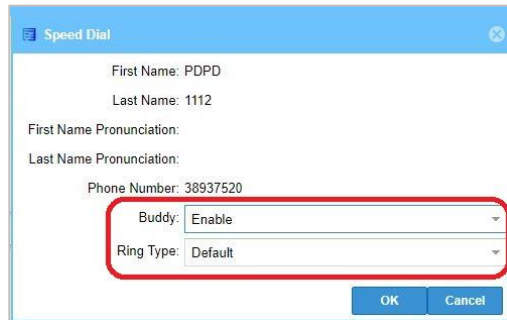 Speed Dial
First Name: PDPD
Last Name: 1112
First Name Pronunciation:
Last Name Pronunciation:
Phone Number: 38937520
Buddy: Enable
Ring Type: Default
OK Cancel